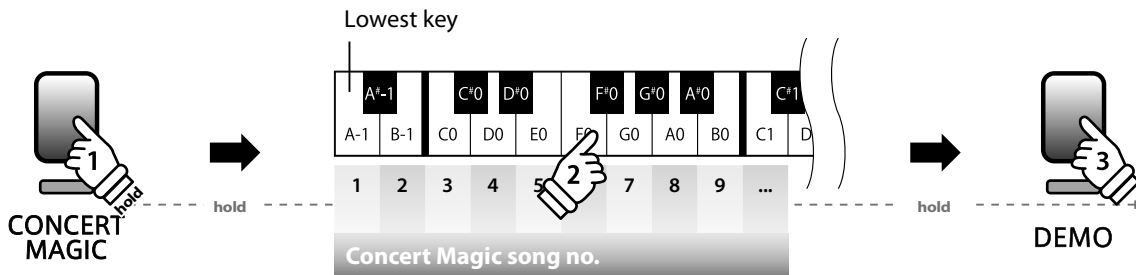 Lowest key
A#-1 C#0 D#0 F#0 G#0 A#0 C#1
A-1 B-1 C0 D0 E0 F0 G0 A0 B0 C1 D
1 2 3 4 5 7 8 9 ...
1 2 3
hold
hold hold
CONCERT
MAGIC
DEMO
Concert Magic song no.